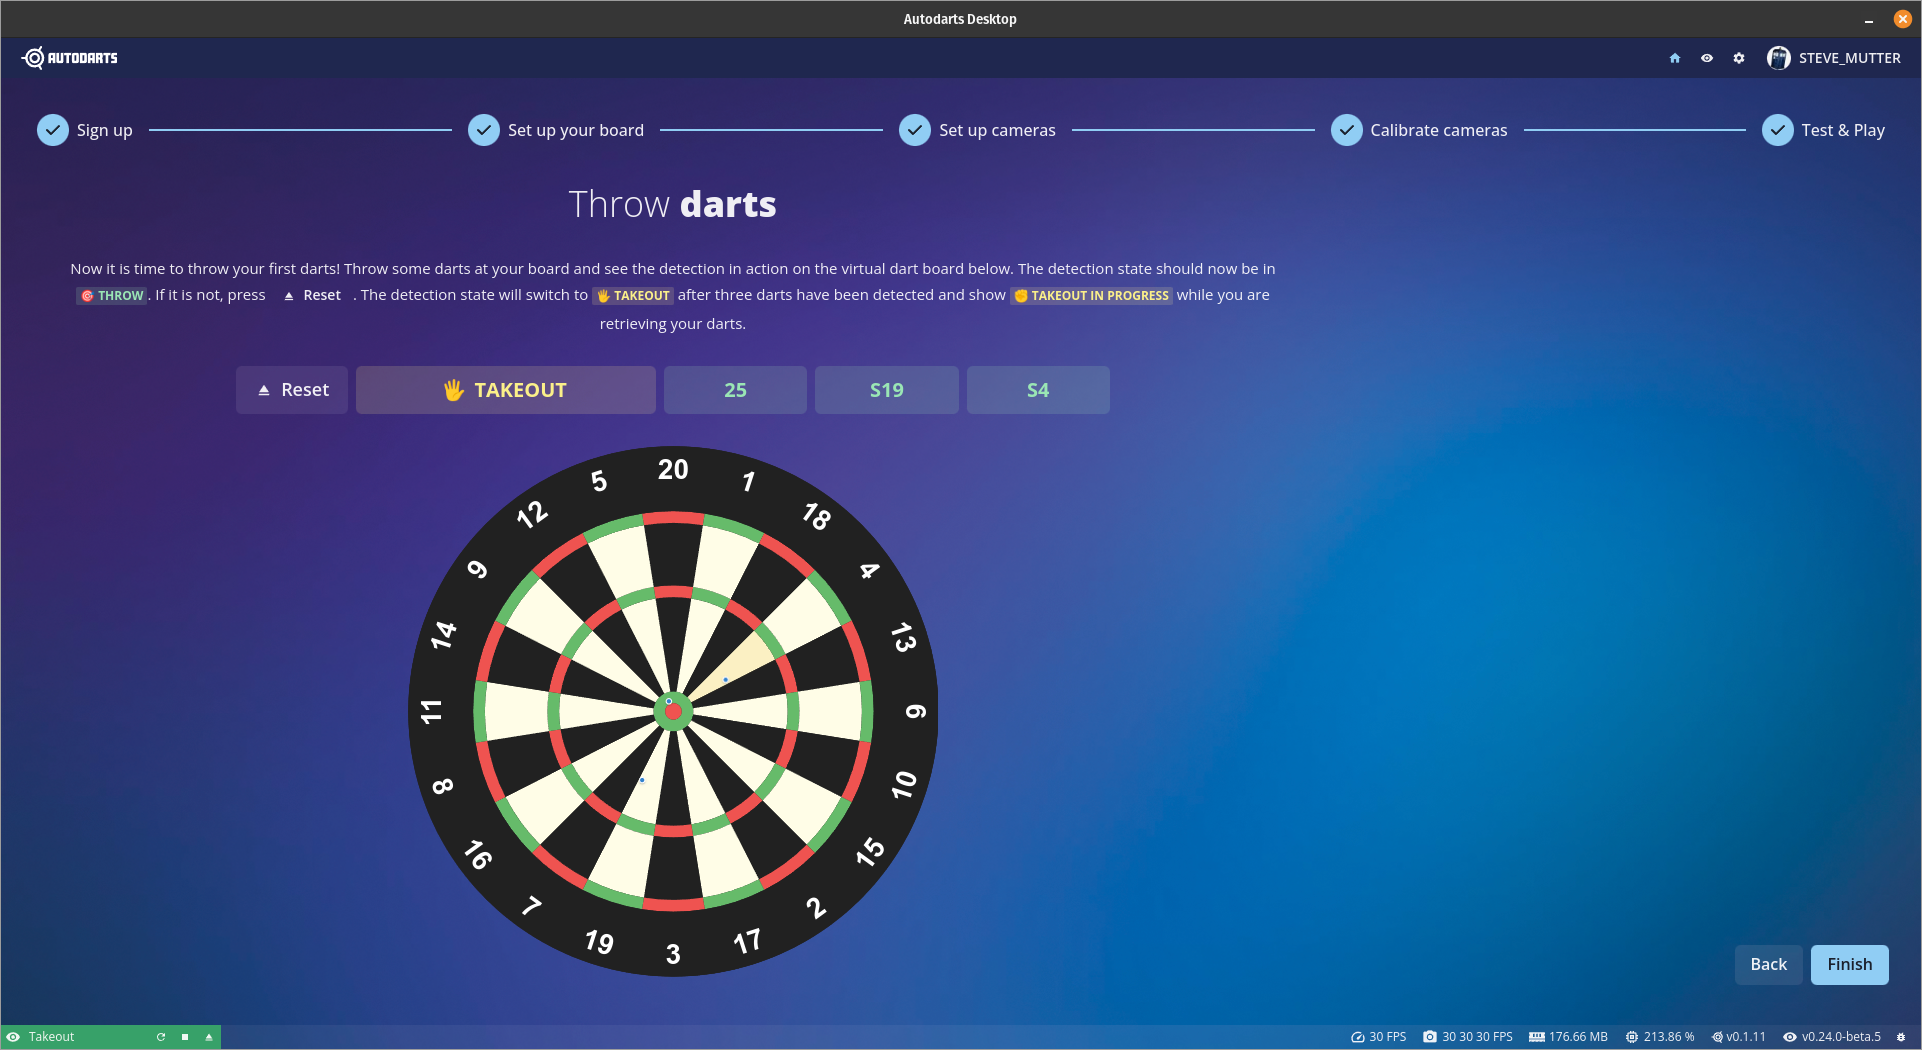 Autodarts Desktop
AUTODARTS
STEVE_MUTTER
Sign up
Set up your board
Set up cameras
Calibrate cameras
Test & Play
Throw darts
Now it is time to throw your first darts! Throw some darts at your board and see the detection in action on the virtual dart board below. The detection state should now be in
THROW. If it is not, press Reset . The detection state will switch to TAKEOUT after three darts have been detected and show TAKEOUT IN PROGRESS while you are
retrieving your darts.
Reset
TAKEOUT
25
S19
S4
20
1
18
4
13
6
10
15
2
17
3
19
7
16
8
11
14
9
12
5
Back
Finish
Takeout
30 FPS
30 30 30 FPS
176.66 MB
213.86 %
v0.1.11
v0.24.0-beta.5